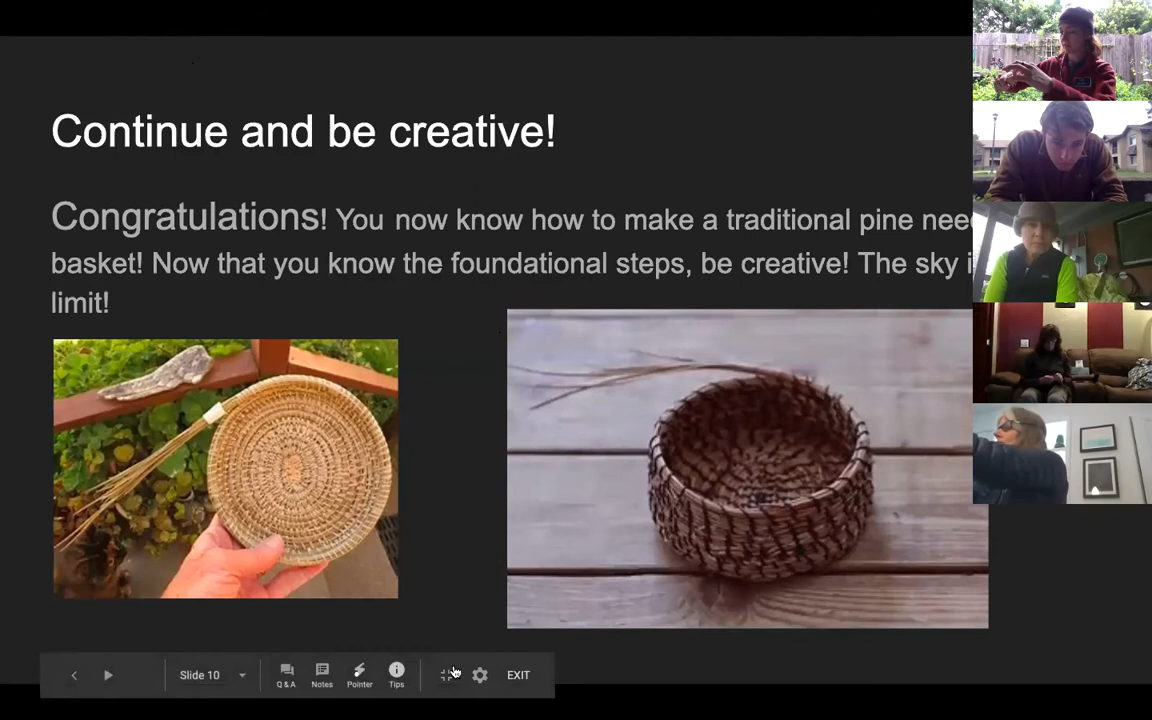 Continue and be creative!
Congratulations! You now know how to make a traditional pine
basket! Now that you know the foundational steps, be creative! The sky
limit!
Slide 10
Q & A
Notes
Pointer
Tips
EXIT